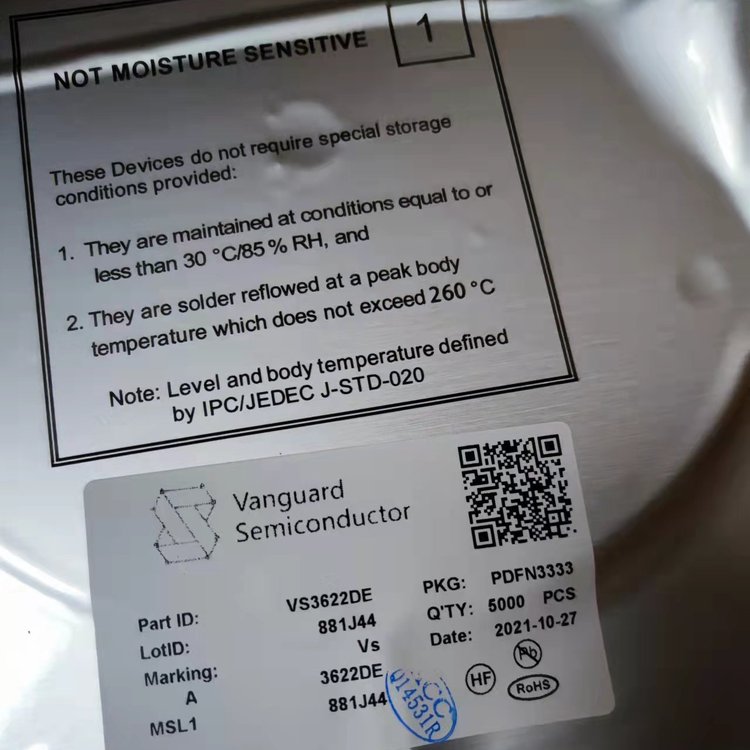 NOT MOISTURE SENSITIVE 1
These Devices do not require special storage
conditions provided:
1. They are maintained at conditions equal to or
less than 30 °C/85 % RH, and
2. They are solder reflowed at a peak body
temperature which does not exceed 260 °C
Note: Level and body temperature defined
by IPC/JEDEC J-STD-020
Vanguard
Semiconductor
Part ID: VS3622DE PKG: PDFN3333
LotID: 881J44 Q'TY: 5000 PCS
Marking: Vs Date: 2021-10-27
A 3622DE HF Pb RoHS
MSL1 881J44
Q14531R